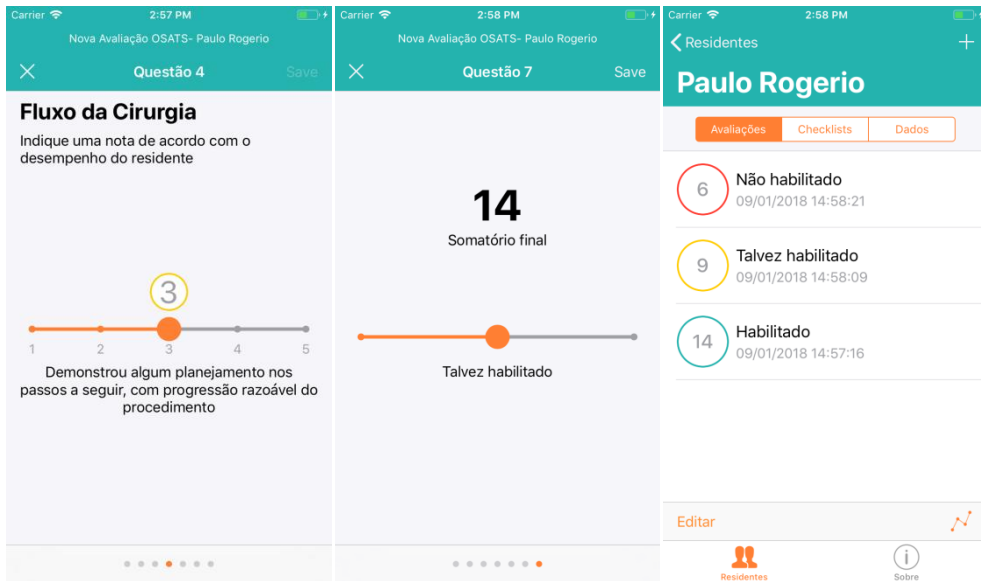 Carrier 2:57 PM
Nova Avaliação OSATS- Paulo Rogerio
Questão 4 Save
Fluxo da Cirurgia
Indique uma nota de acordo com o
desempenho do residente
3
1 2 3 4 5
Demonstrou algum planejamento nos
passos a seguir, com progressão razoável do
procedimento
Carrier 2:58 PM
Nova Avaliação OSATS- Paulo Rogerio
Questão 7 Save
14
Somatório final
Talvez habilitado
Carrier 2:58 PM
Residentes
Paulo Rogerio
Avaliações Checklists Dados
6 Não habilitado
09/01/2018 14:58:21
9 Talvez habilitado
09/01/2018 14:58:09
14 Habilitado
09/01/2018 14:57:16
Editar
Residentes Sobre